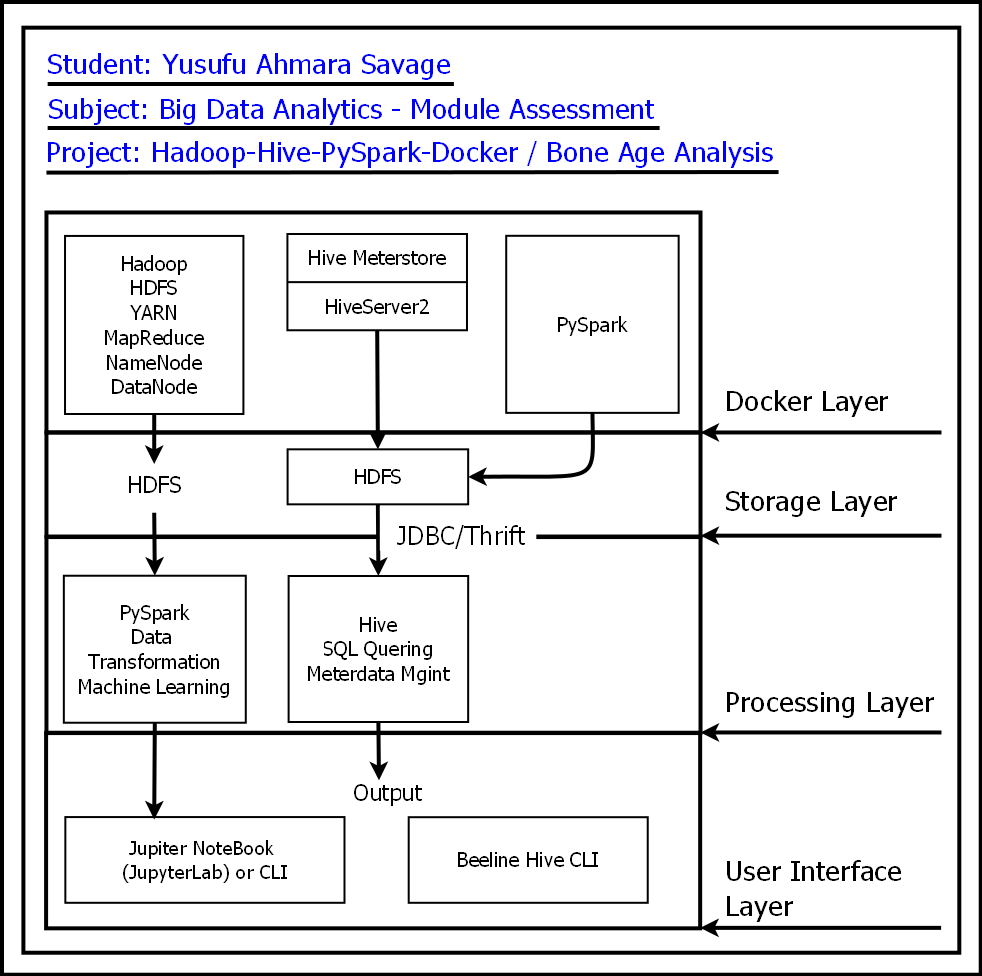 Student: Yusufu Ahmara Savage
Subject: Big Data Analytics - Module Assessment
Project: Hadoop-Hive-PySpark-Docker / Bone Age Analysis
Hadoop
HDFS
YARN
MapReduce
NameNode
DataNode
Hive Meterstore
HiveServer2
PySpark
Docker Layer
HDFS
HDFS
Storage Layer
JDBC/Thrift
PySpark
Data
Transformation
Machine Learning
Hive
SQL Quering
Meterdata Mgint
Processing Layer
Output
Jupiter NoteBook
(JupyterLab) or CLI
Beeline Hive CLI
User Interface
Layer